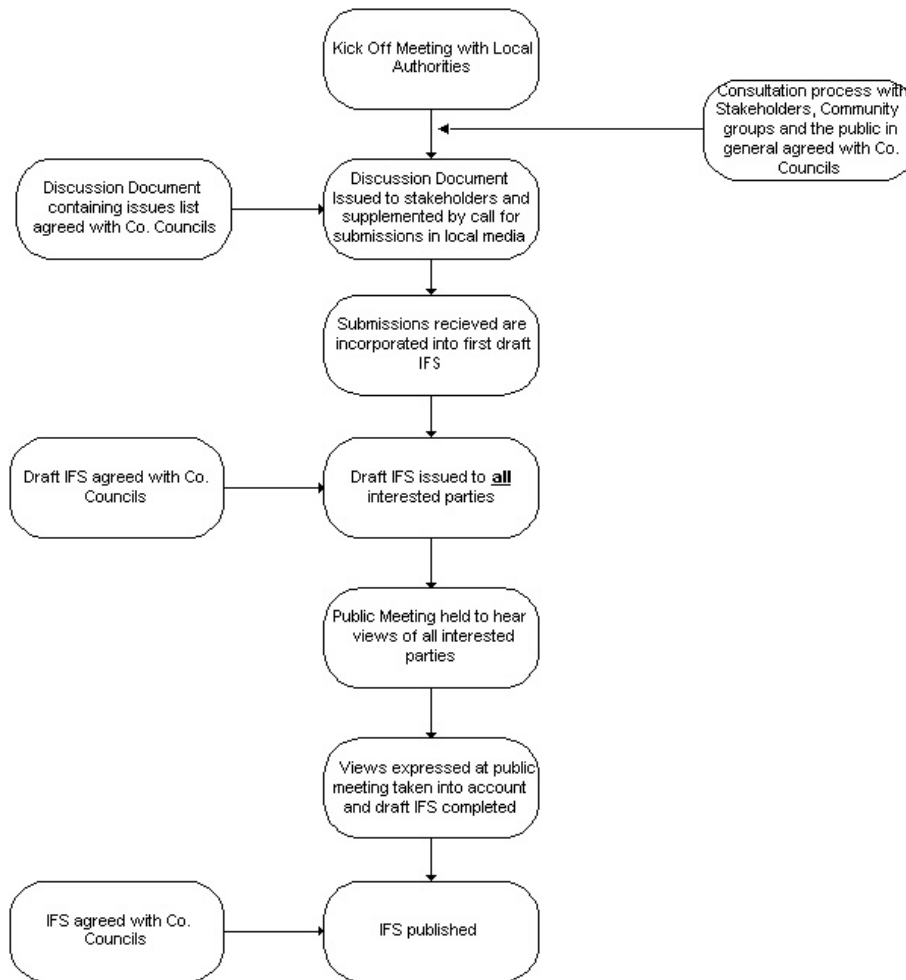 Kick Off Meeting with Local
Authorities
Consultation process with
Stakeholders, Community
groups and the public in
general agreed with Co.
Councils
Discussion Document
containing issues list
agreed with Co. Councils
Discussion Document
Issued to stakeholders and
supplemented by call for
submissions in local media
Submissions recieved are
incorporated into first draft
IFS
Draft IFS agreed with Co.
Councils
Draft IFS issued to all
interested parties
Public Meeting held to hear
views of all interested
parties
Views expressed at public
meeting taken into account
and draft IFS completed
IFS agreed with Co.
Councils
IFS published